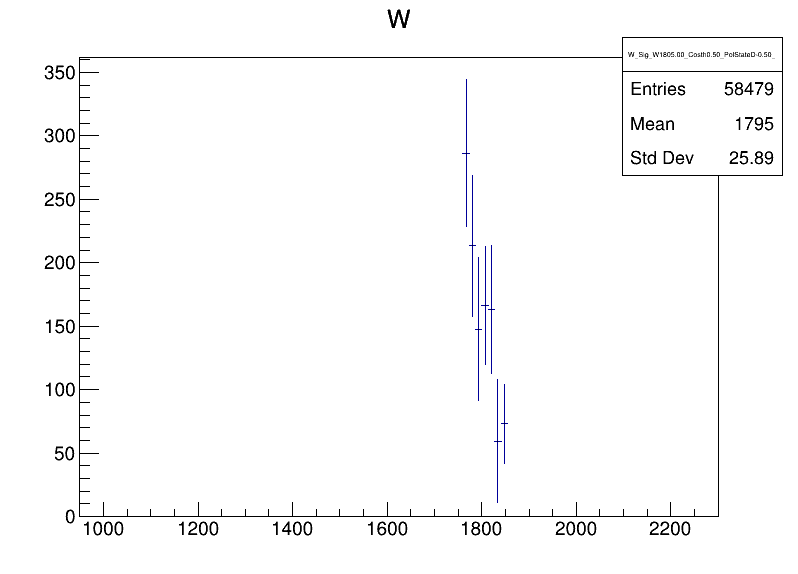 W
W_Sig_W1805.00_Costh0.50_PolStateD-0.50_
Entries 58479
Mean 1795
Std Dev 25.89
350
300
250
200
150
100
50
0
1000 1200 1400 1600 1800 2000 2200